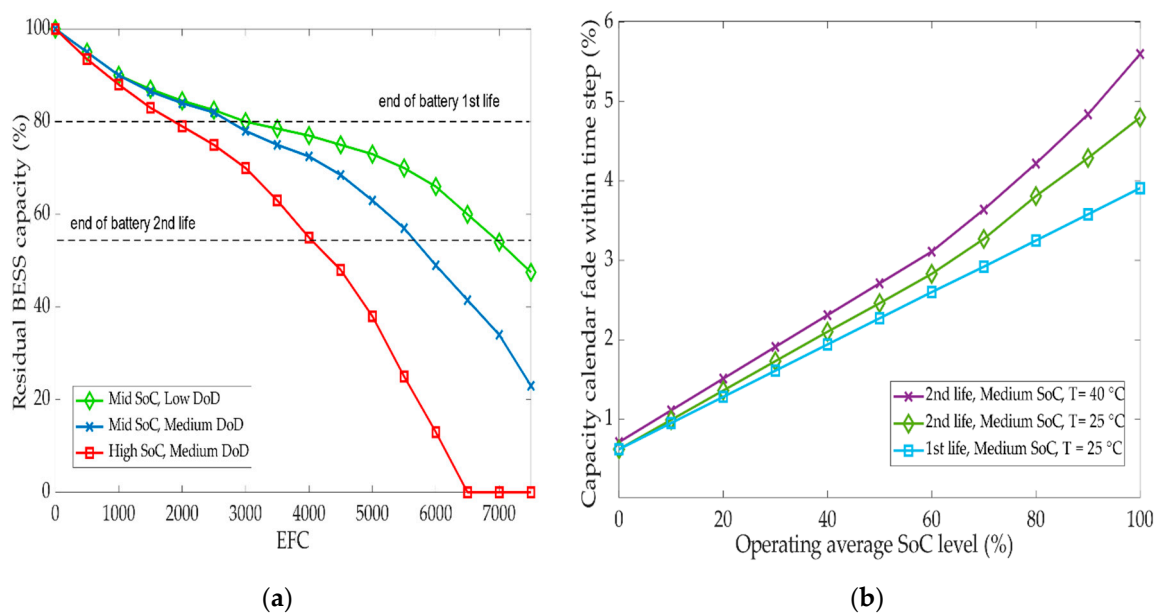 100
80
60
40
20
0
Residual BESS capacity (%)
end of battery 1st life
end of battery 2nd life
Mid SoC, Low DoD
Mid SoC, Medium DoD
High SoC, Medium DoD
0 1000 2000 3000 4000 5000 6000 7000
EFC
(a)
6
5
4
3
2
1
Capacity calendar fade within time step (%)
2nd life, Medium SoC, T= 40 °C
2nd life, Medium SoC, T= 25 °C
1st life, Medium SoC, T = 25 °C
0 20 40 60 80 100
Operating average SoC level (%)
(b)